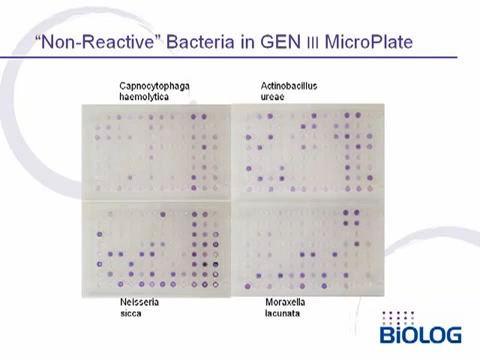 “Non-Reactive” Bacteria in GEN III MicroPlate
Capnocytophaga
haemolytica
Actinobacillus
ureae
Neisseria
sicca
Moraxella
lacunata
BiOLOG